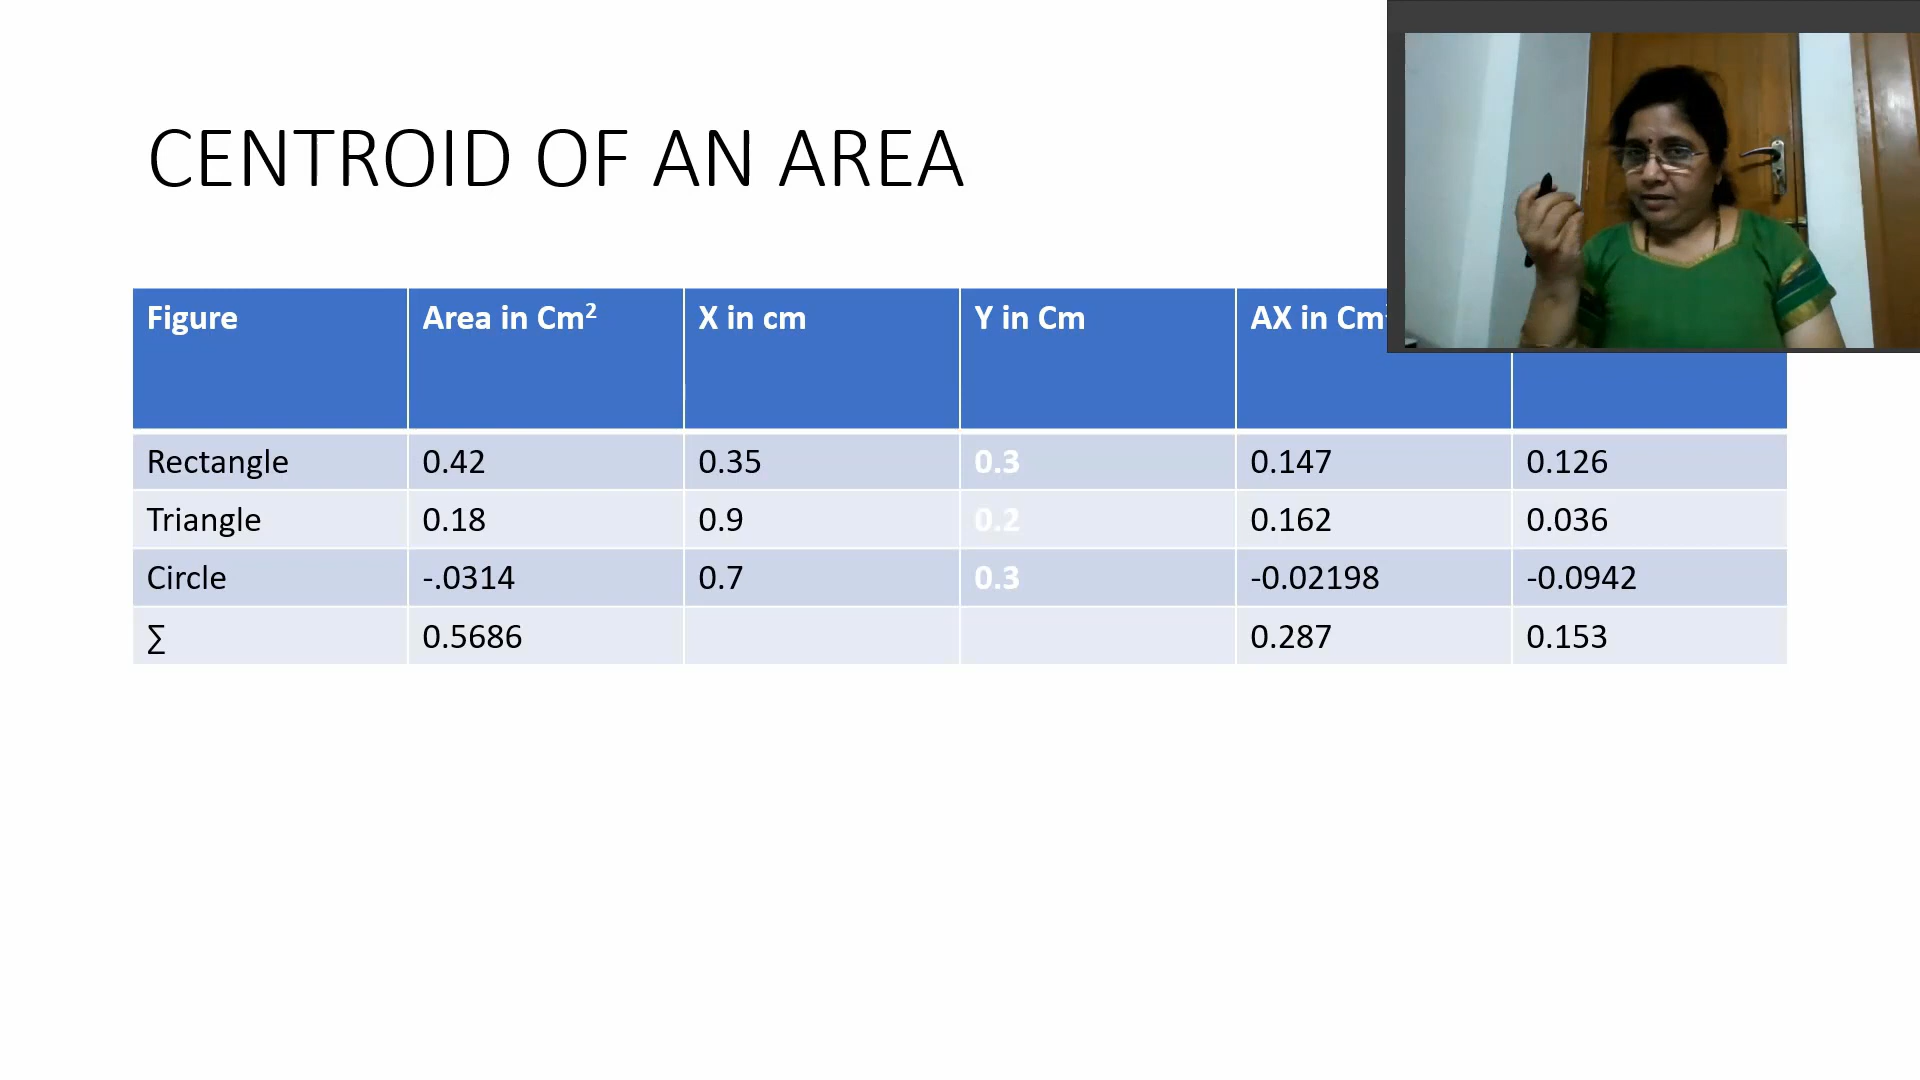 CENTROID OF AN AREA
Figure Area in Cm² X in cm Y in Cm AX in Cm
Rectangle 0.42 0.35 0.3 0.147 0.126
Triangle 0.18 0.9 0.2 0.162 0.036
Circle -.0314 0.7 0.3 -0.02198 -0.0942
∑ 0.5686 0.287 0.153